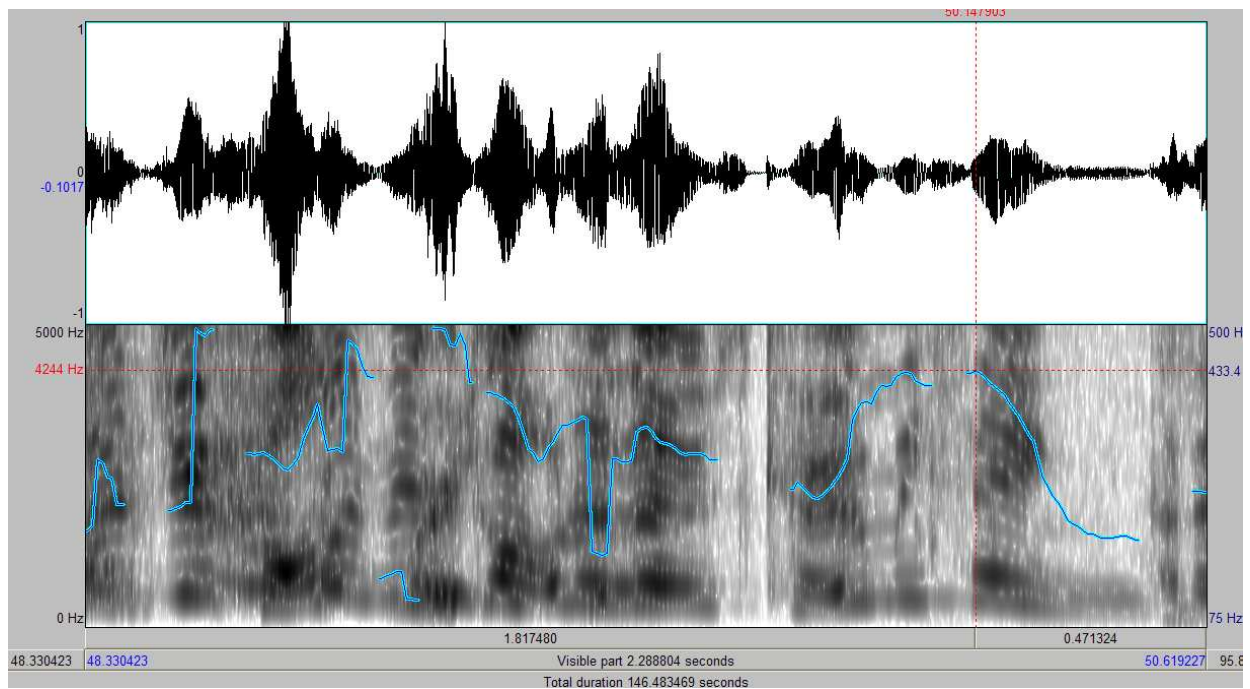 50.147903
1
0
-0.1017
-1
5000 Hz 500 H
4244 Hz 433.4
0 Hz 75 Hz
1.817480 0.471324
48.330423 48.330423 Visible part 2.288804 seconds 50.619227 95.8
Total duration 146.483469 seconds